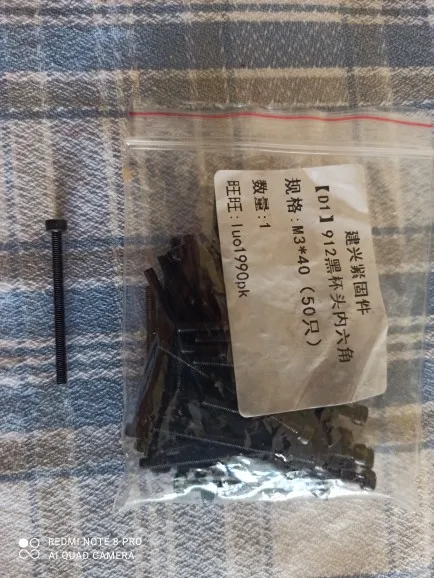 建兴紧固件
【D1】912黑杯头内六角
规格:M3*40（50只）
数量:1
旺旺:luo1990pk
REDMI NOTE 8 PRO
AI QUAD CAMERA